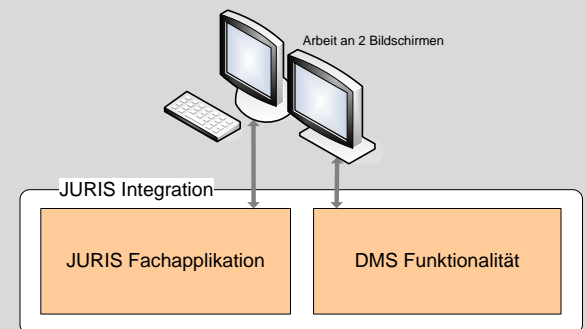 Arbeit an 2 Bildschirmen
JURIS Integration
JURIS Fachapplikation
DMS Funktionalität